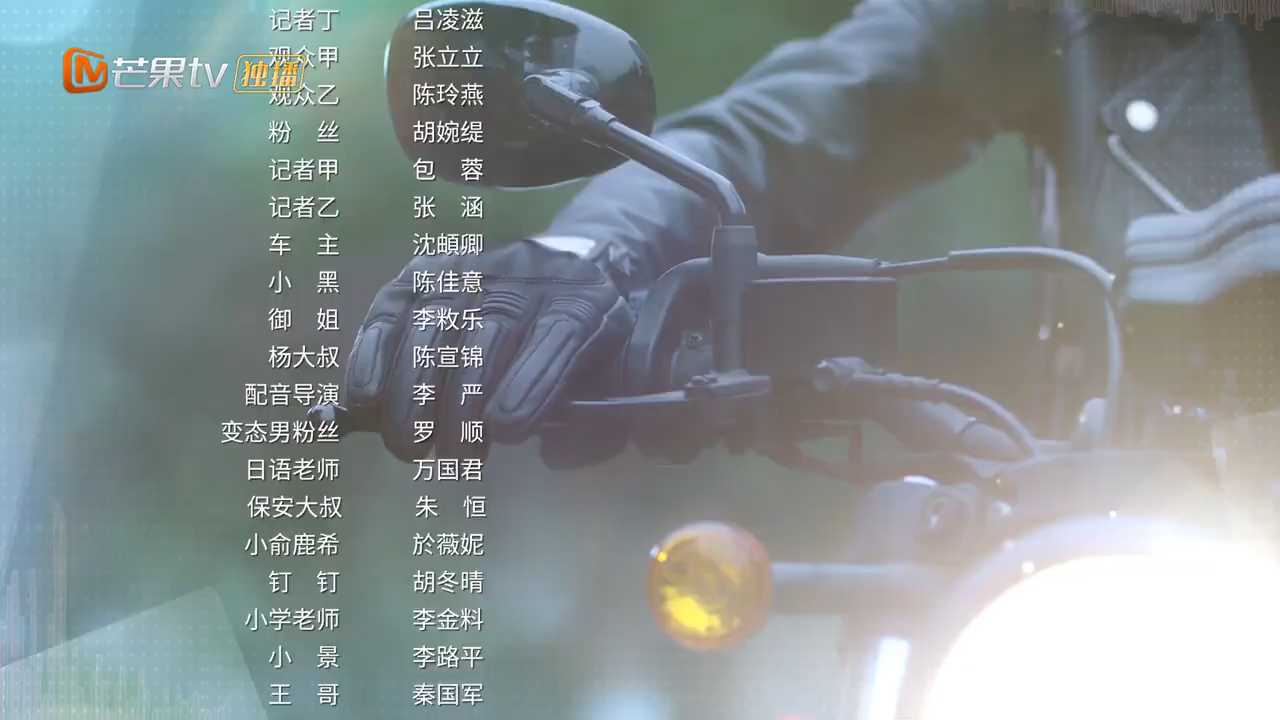 记者丁 吕凌滋
芒果TV 独播
观众甲 张立立
观众乙 陈玲燕
粉 丝 胡婉缇
记者甲 包 蓉
记者乙 张 涵
车 主 沈頔卿
小 黑 陈佳意
御 姐 李敉乐
杨大叔 陈宣锦
配音导演 李 严
变态男粉丝 罗 顺
日语老师 万国君
保安大叔 朱 恒
小俞鹿希 於薇妮
钉 钉 胡冬晴
小学老师 李金料
小 景 李路平
王 哥 秦国军